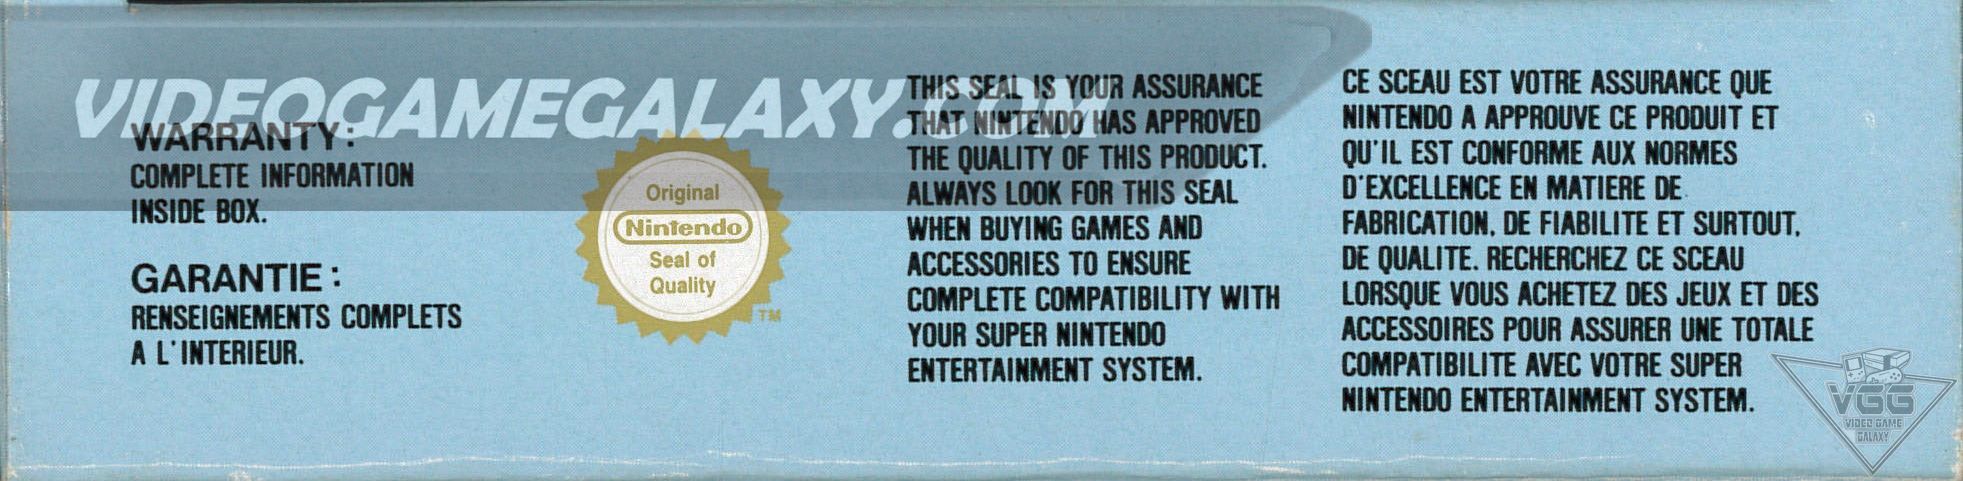 VIDEOGAMEGALAXY.COM
WARRANTY:
COMPLETE INFORMATION
INSIDE BOX.
GARANTIE:
RENSEIGNEMENTS COMPLETS
A L'INTERIEUR.
Original
Nintendo
Seal of
Quality
TM
THIS SEAL IS YOUR ASSURANCE
THAT NINTENDO HAS APPROVED
THE QUALITY OF THIS PRODUCT.
ALWAYS LOOK FOR THIS SEAL
WHEN BUYING GAMES AND
ACCESSORIES TO ENSURE
COMPLETE COMPATIBILITY WITH
YOUR SUPER NINTENDO
ENTERTAINMENT SYSTEM.
CE SCEAU EST VOTRE ASSURANCE QUE
NINTENDO A APPROUVE CE PRODUIT ET
QU'IL EST CONFORME AUX NORMES
D'EXCELLENCE EN MATIERE DE
FABRICATION, DE FIABILITE ET SURTOUT,
DE QUALITE. RECHERCHEZ CE SCEAU
LORSQUE VOUS ACHETEZ DES JEUX ET DES
ACCESSOIRES POUR ASSURER UNE TOTALE
COMPATIBILITE AVEC VOTRE SUPER
NINTENDO ENTERTAINMENT SYSTEM.
VGG
VIDEO GAME
GALAXY